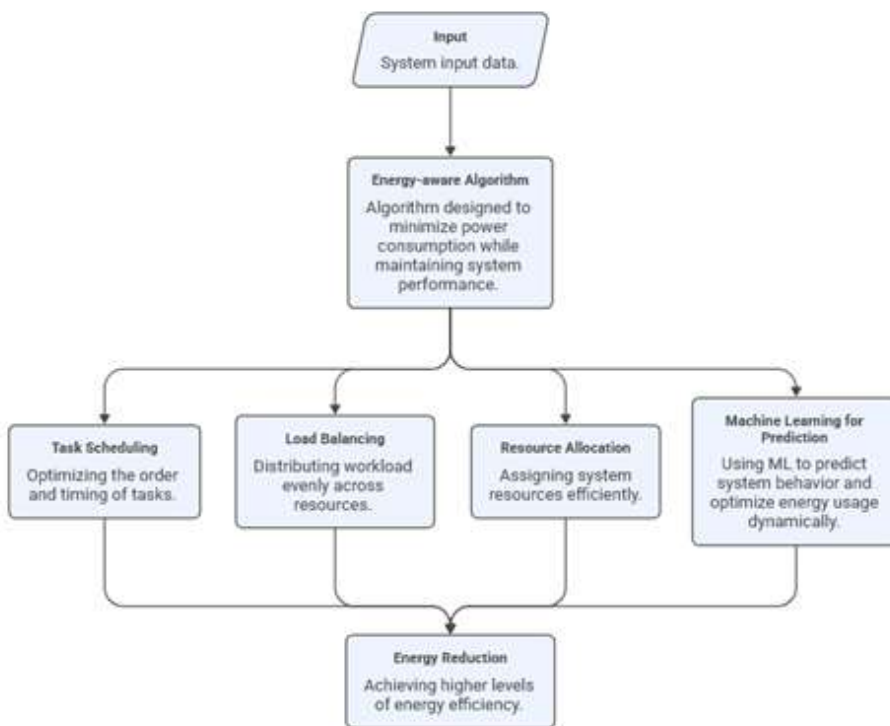 Input
System input data.
Energy-aware Algorithm
Algorithm designed to
minimize power
consumption while
maintaining system
performance.
Task Scheduling
Optimizing the order
and timing of tasks.
Load Balancing
Distributing workload
evenly across
resources.
Resource Allocation
Assigning system
resources efficiently.
Machine Learning for
Prediction
Using ML to predict
system behavior and
optimize energy usage
dynamically.
Energy Reduction
Achieving higher levels
of energy efficiency.